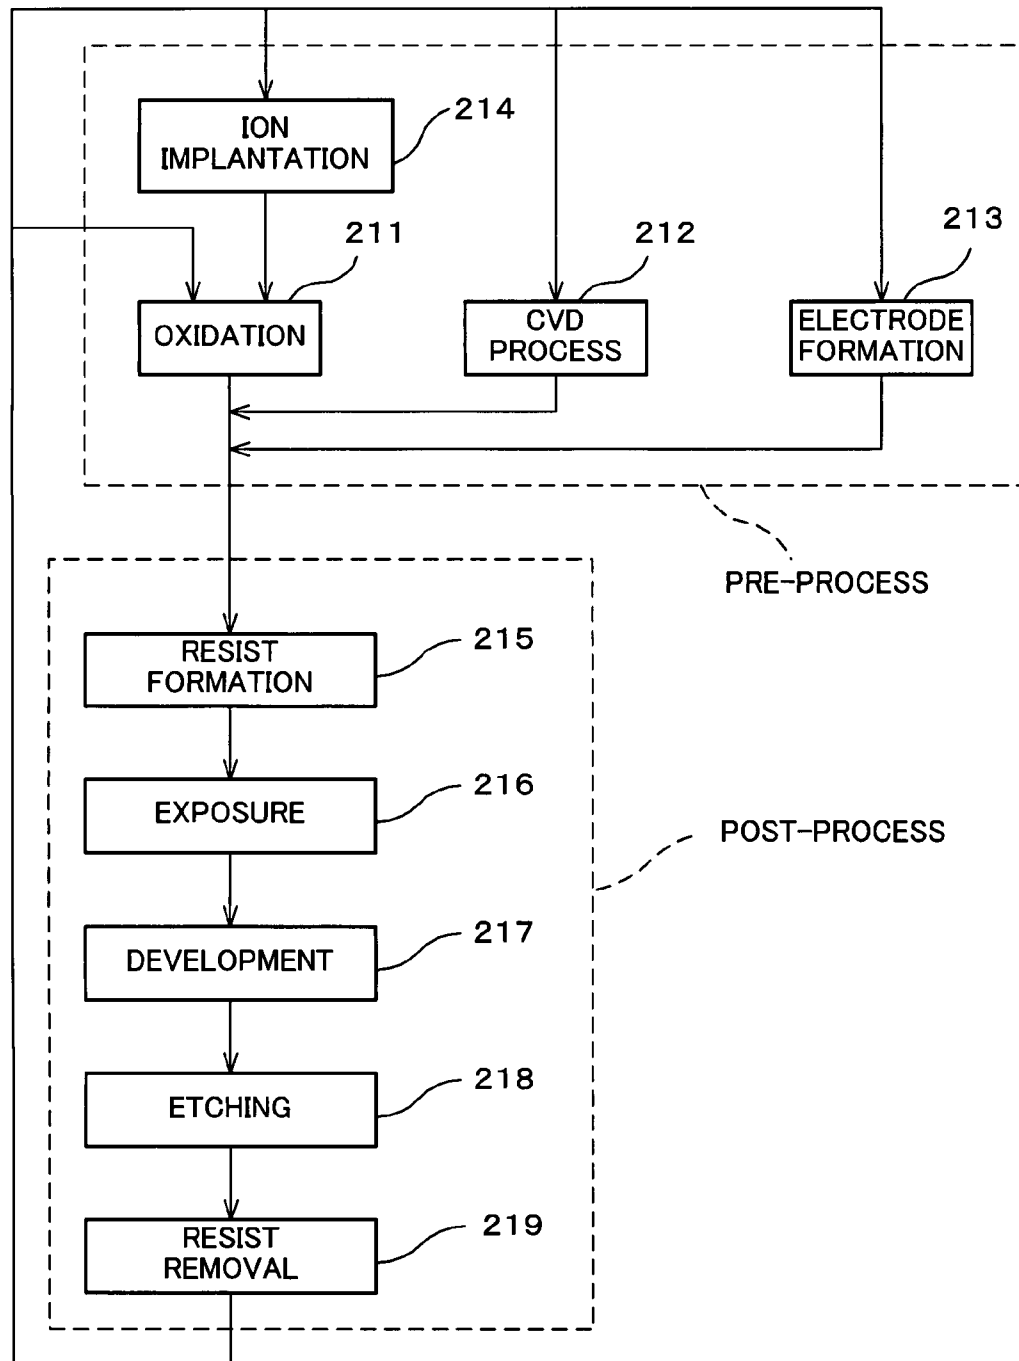 214
ION
IMPLANTATION
211
212
213
OXIDATION
CVD
PROCESS
ELECTRODE
FORMATION
PRE-PROCESS
215
RESIST
FORMATION
216
EXPOSURE
POST-PROCESS
217
DEVELOPMENT
218
ETCHING
219
RESIST
REMOVAL